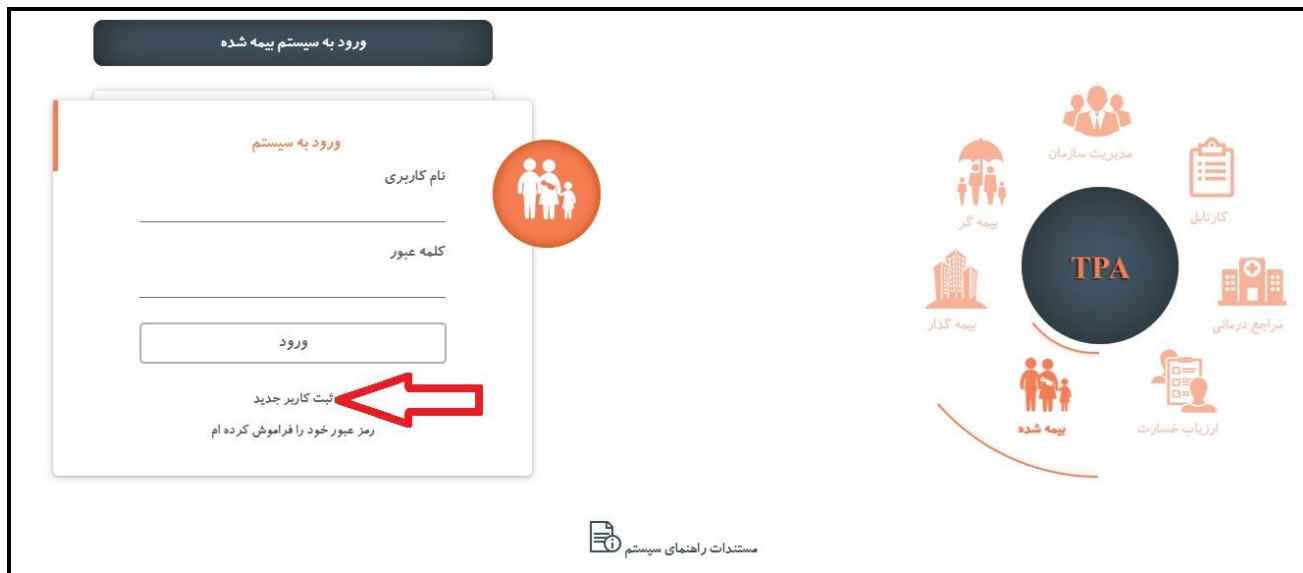 ورود به سیستم بیمه شده
ورود به سیستم
نام کاربری
کلمه عبور
ورود
ثبت کاربر جدید
رمز عبور خود را فراموش کرده ام
مدیریت سازمان
کارتابل
بیمه گر
TPA
مراجع درمانی
بیمه گذار
ارزیاب خسارت
بیمه شده
مستندات راهنمای سیستم